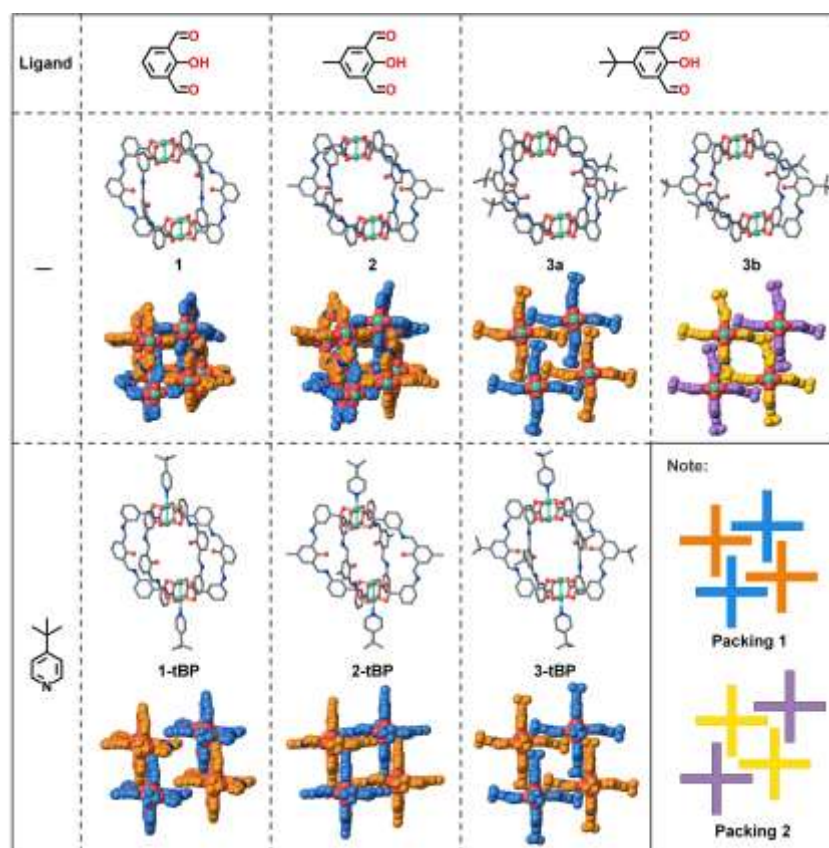 Ligand
O
OH
O
O
OH
O
O
OH
O
—
1
2
3a
3b
N
1-tBP
2-tBP
3-tBP
Note:
Packing 1
Packing 2